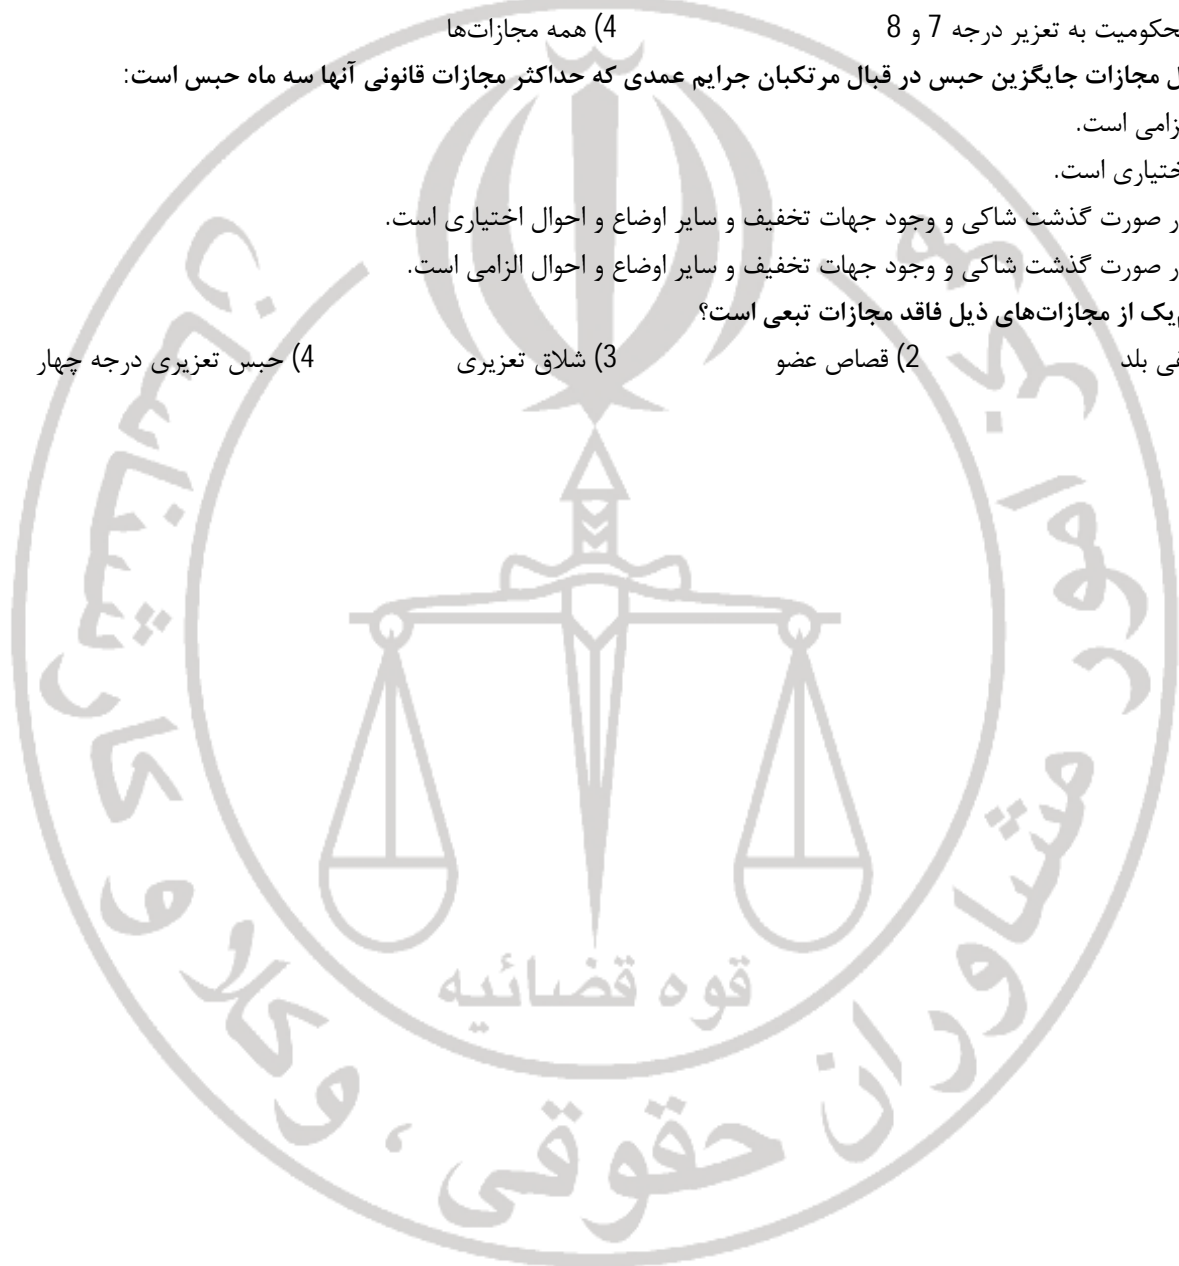 حکومیت به تعزیر درجه 7 و 8 4) همه مجازات‌ها
مجازات جایگزین حبس در قبال مرتکبان جرایم عمدی که حداکثر مجازات قانونی آنها سه ماه حبس است:
است.
است.
صورت گذشت شاکی و وجود جهات تخفیف و سایر اوضاع و احوال اختیاری است.
صورت گذشت شاکی و وجود جهات تخفیف و سایر اوضاع و احوال الزامی است.
یک از مجازات‌های ذیل فاقد مجازات تبعی است؟
بلد 2) قصاص عضو 3) شلاق تعزیری 4) حبس تعزیری درجه چهار
قوه قضائیه
مرکز امور مشاوران حقوقی، وکلا و کارشناسان